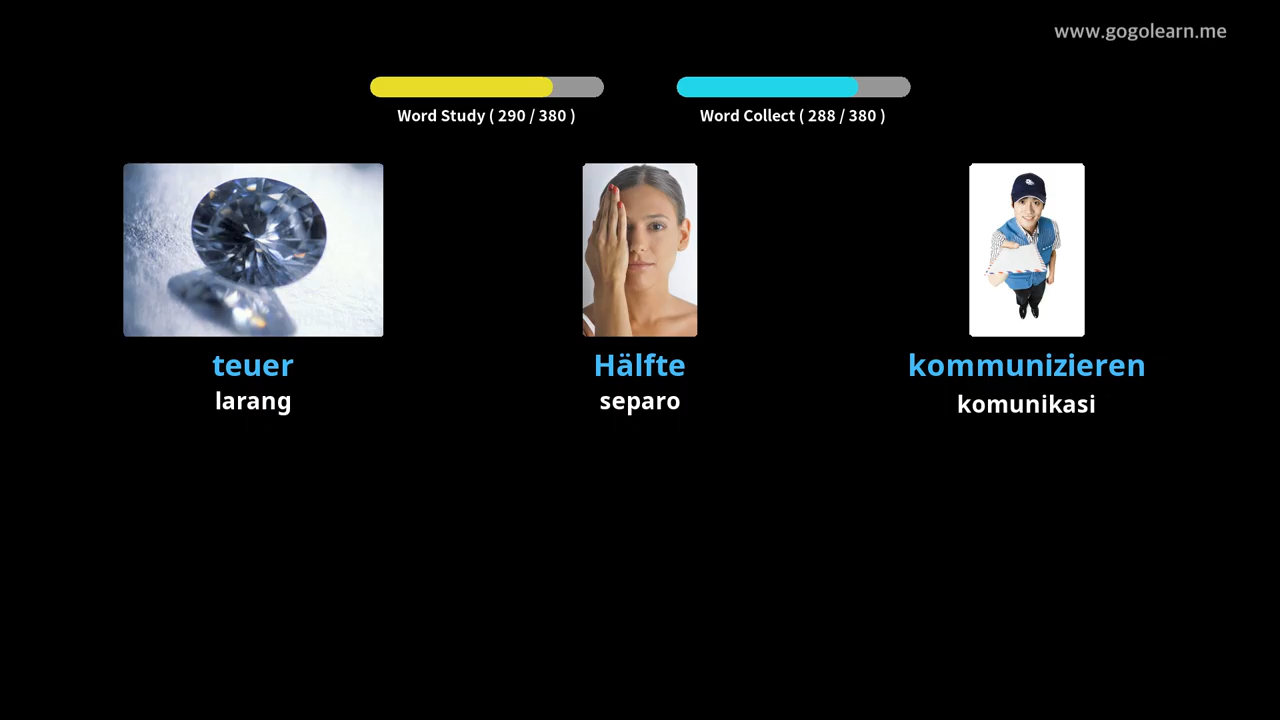 www.gogolearn.me
Word Study ( 290 / 380 )
Word Collect ( 288 / 380 )
teuer
larang
Hälfte
separo
kommunizieren
komunikasi